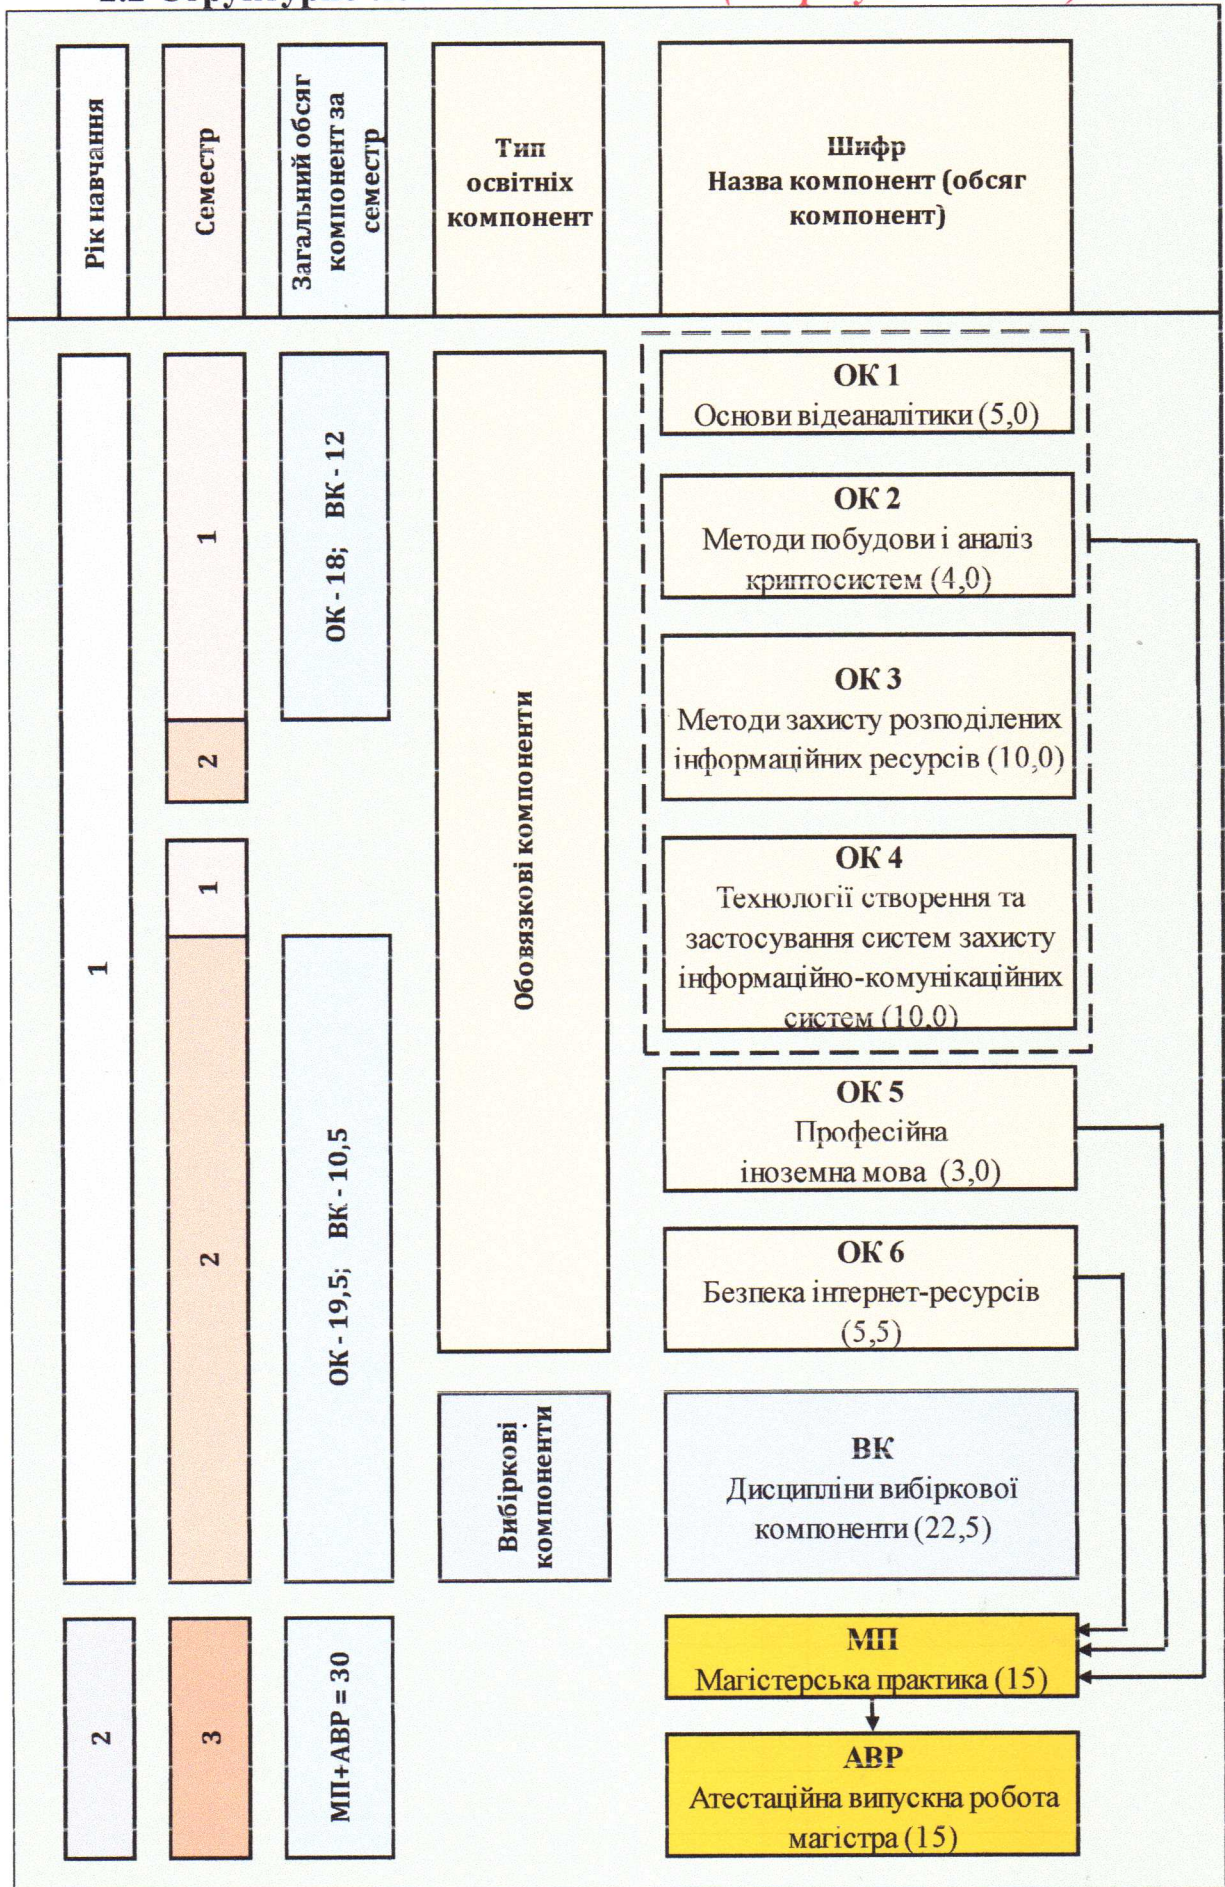 Рік навчання
Семестр
Загальний обсяг
компонент за
семестр
Тип
освітніх
компонент
Шифр
Назва компонент (обсяг
компонент)
1
1
2
1
2
ОК - 18;   ВК - 12
ОК - 19,5;   ВК - 10,5
Обовязкові компоненти
ОК 1
Основи відеаналітики (5,0)
ОК 2
Методи побудови і аналіз
криптосистем (4,0)
ОК 3
Методи захисту розподілених
інформаційних ресурсів (10,0)
ОК 4
Технології створення та
застосування систем захисту
інформаційно-комунікаційних
систем (10,0)
ОК 5
Професійна
іноземна мова (3,0)
ОК 6
Безпека інтернет-ресурсів
(5,5)
Вибіркові
компоненти
ВК
Дисципліни вибіркової
компоненти (22,5)
2
3
МП+АВР = 30
МП
Магістерська практика (15)
АВР
Атестаційна випускна робота
магістра (15)